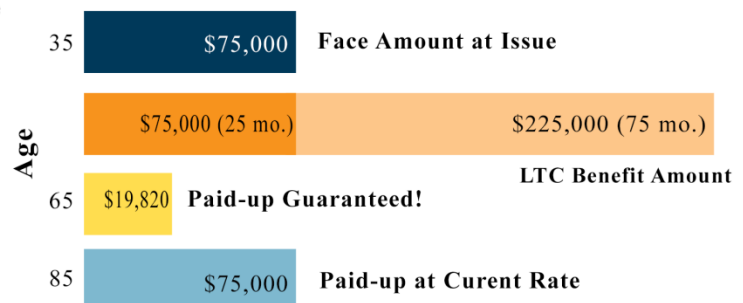 35 $75,000 Face Amount at Issue
$75,000 (25 mo.) $225,000 (75 mo.)
LTC Benefit Amount
Age
65 $19,820 Paid-up Guaranteed!
85 $75,000 Paid-up at Curent Rate